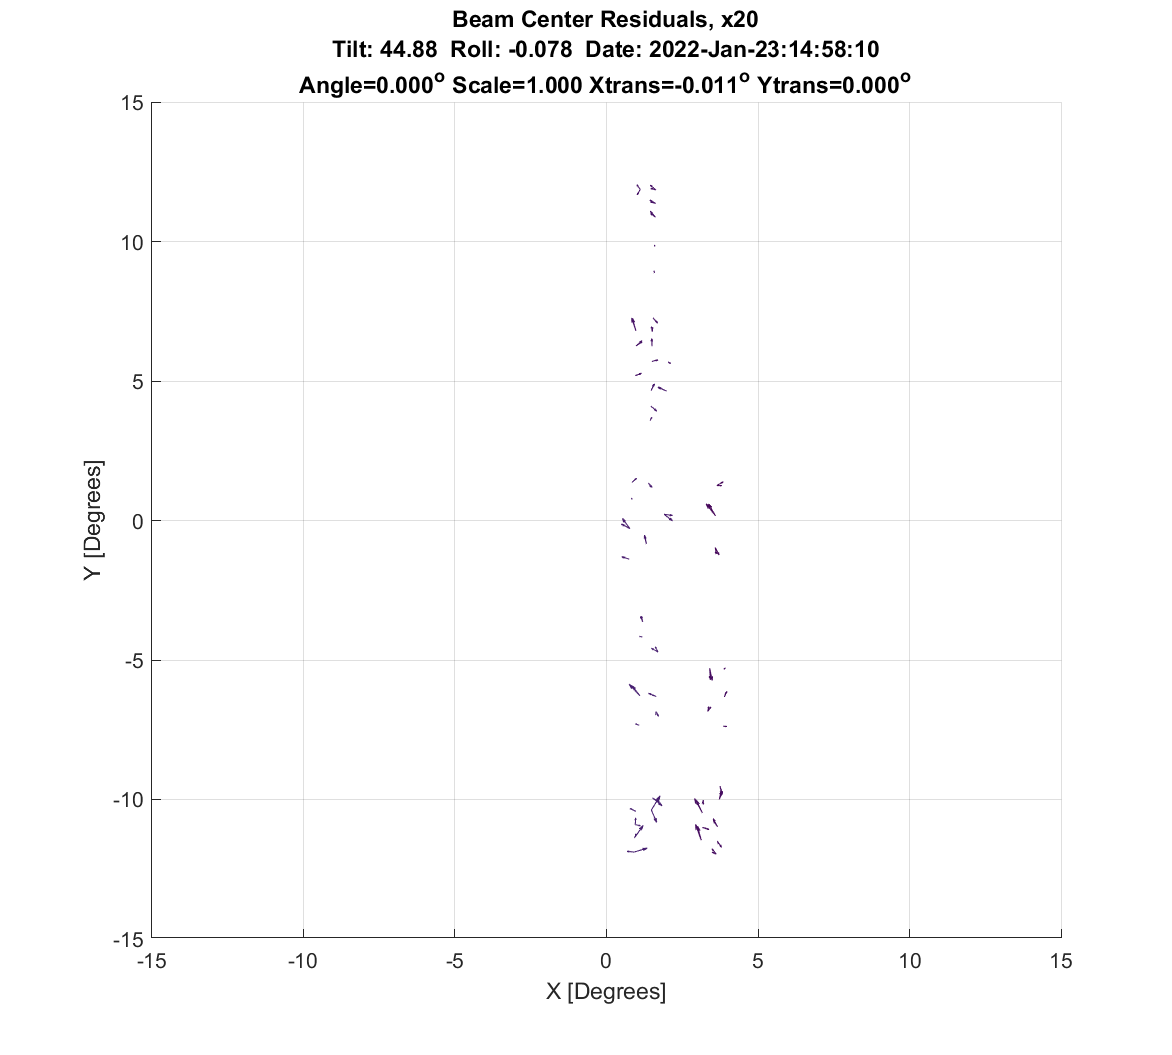 Beam Center Residuals, x20
Tilt: 44.88  Roll: -0.078  Date: 2022-Jan-23:14:58:10
Angle=0.000° Scale=1.000 Xtrans=-0.011° Ytrans=0.000°
15
10
5
0
-5
-10
-15
Y [Degrees]
-15 -10 -5 0 5 10 15
X [Degrees]